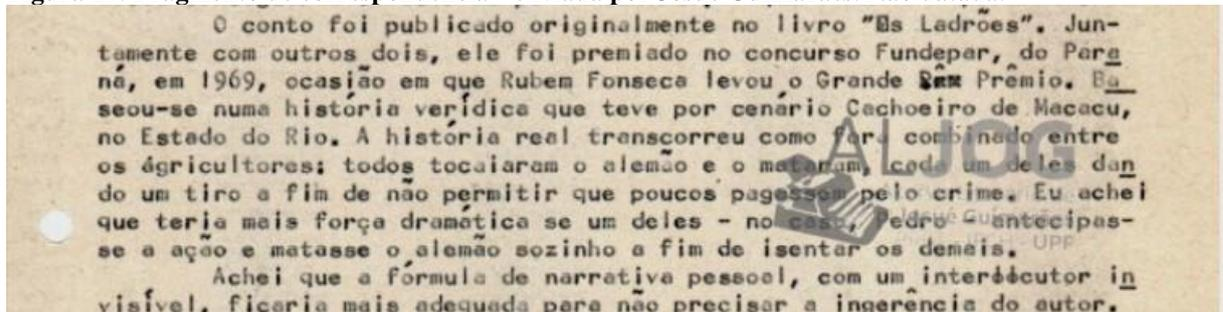 O conto foi publicado originalmente no livro "Os Ladrões". Jun-
tamente com outros dois, ele foi premiado no concurso Fundepar, do Para
ná, em 1969, ocasião em que Rubem Fonseca levou o Grande Prêmio. Ba
seou-se numa história verídica que teve por cenário Cachoeiro de Macacu,
no Estado do Rio. A história real transcorreu como fora combinado entre
os agricultores: todos tocaiaram o alemão e o mataram, cada um deles dan
do um tiro a fim de não permitir que poucos pagassem pelo crime. Eu achei
que teria mais força dramática se um deles - no caso, Pedro - antecipas-
se a ação e matasse o alemão sozinho a fim de isentar os demais.
Achei que a fórmula de narrativa pessoal, com um interlocutor in
visível, ficaria mais adequada para não precisar a ingerência do autor.
ALJOG
Josué Guimarães
UPF